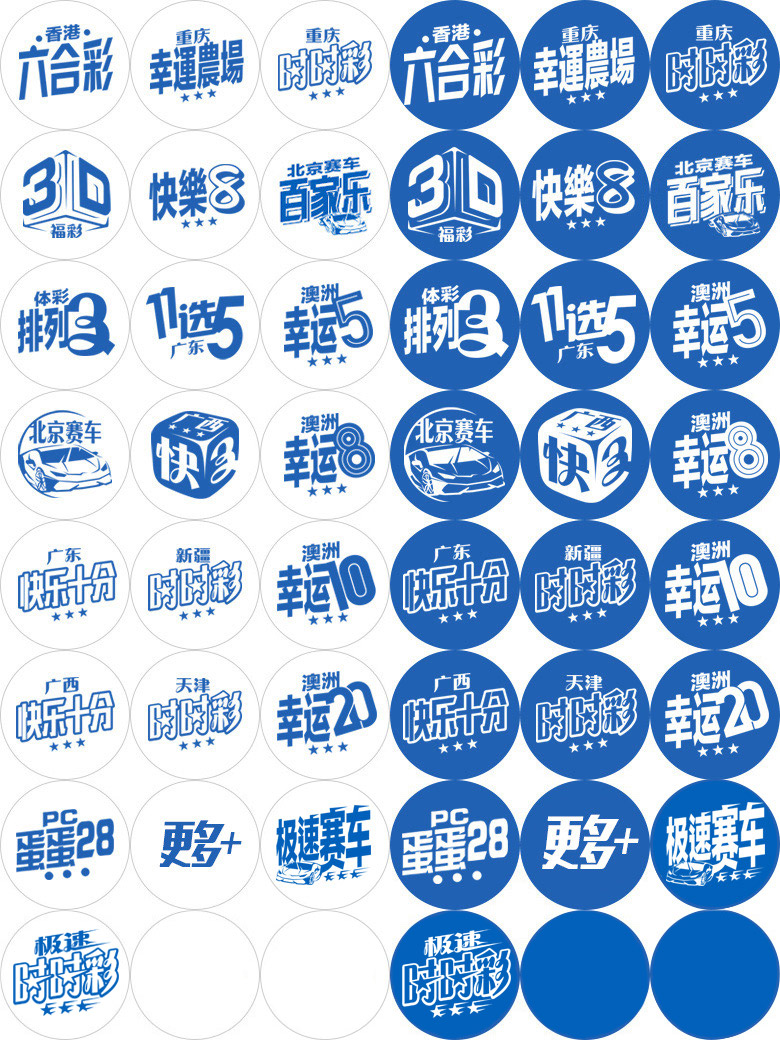 香港
六合彩
重庆
幸運農場
重庆
时时彩
香港
六合彩
重庆
幸運農場
重庆
时时彩
3D
福彩
快樂8
北京赛车
百家乐
3D
福彩
快樂8
北京赛车
百家乐
体彩
排列3
11选5
广东
澳洲
幸运5
体彩
排列3
11选5
广东
澳洲
幸运5
北京赛车
广西
快3
澳洲
幸运8
北京赛车
广西
快3
澳洲
幸运8
广东
快乐十分
新疆
时时彩
澳洲
幸运10
广东
快乐十分
新疆
时时彩
澳洲
幸运10
广西
快乐十分
天津
时时彩
澳洲
幸运20
广西
快乐十分
天津
时时彩
澳洲
幸运20
PC
蛋蛋28
更多+
极速赛车
PC
蛋蛋28
更多+
极速赛车
极速
时时彩
极速
时时彩